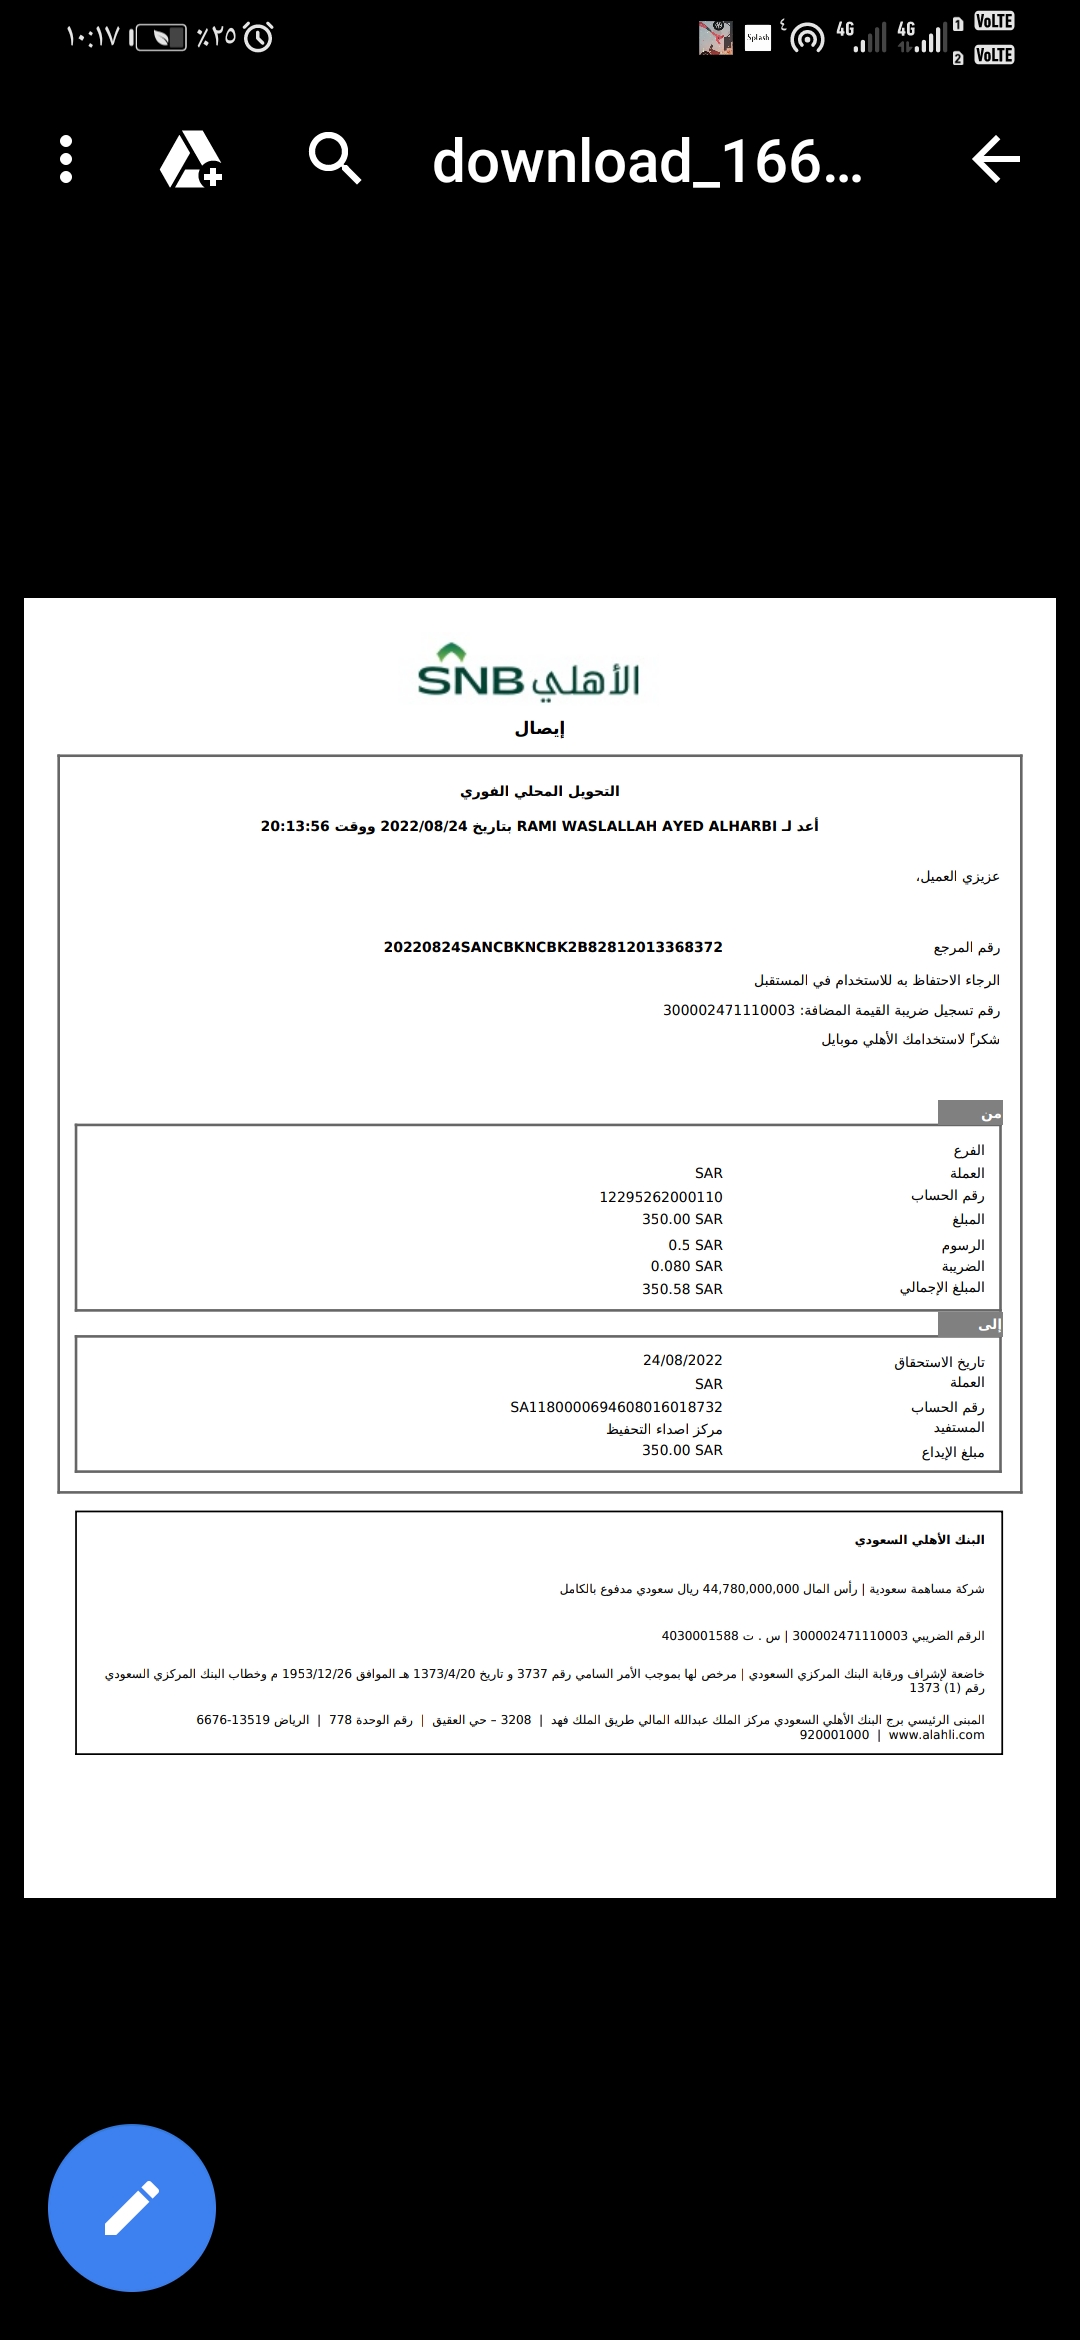 ١٠:١٧ ٪٢٥ Splash ٤ 4G 4G 1 VoLTE 2 VoLTE
download_166...
SNB الأهلي
إيصال
التحويل المحلي الفوري
أعد لـ RAMI WASLALLAH AYED ALHARBI بتاريخ 2022/08/24 ووقت 20:13:56
عزيزي العميل،
رقم المرجع 20220824SANCBKNCBK2B82812013368372
الرجاء الاحتفاظ به للاستخدام في المستقبل
رقم تسجيل ضريبة القيمة المضافة: 300002471110003
شكراً لاستخدامك الأهلي موبايل
من
الفرع
العملة SAR
رقم الحساب 12295262000110
المبلغ 350.00 SAR
الرسوم 0.5 SAR
الضريبة 0.080 SAR
المبلغ الإجمالي 350.58 SAR
إلى
تاريخ الاستحقاق 24/08/2022
العملة SAR
رقم الحساب SA1180000694608016018732
المستفيد مركز اصداء التحفيظ
مبلغ الإيداع 350.00 SAR
البنك الأهلي السعودي
شركة مساهمة سعودية | رأس المال 44,780,000,000 ريال سعودي مدفوع بالكامل
الرقم الضريبي 300002471110003 | س . ت 4030001588
خاضعة لإشراف ورقابة البنك المركزي السعودي | مرخص لها بموجب الأمر السامي رقم 3737 و تاريخ 1373/4/20 هـ الموافق 1953/12/26 م وخطاب البنك المركزي السعودي
رقم (1) 1373
المبنى الرئيسي برج البنك الأهلي السعودي مركز الملك عبدالله المالي طريق الملك فهد | 3208 – حي العقيق | رقم الوحدة 778 | الرياض 13519-6676
www.alahli.com | 920001000